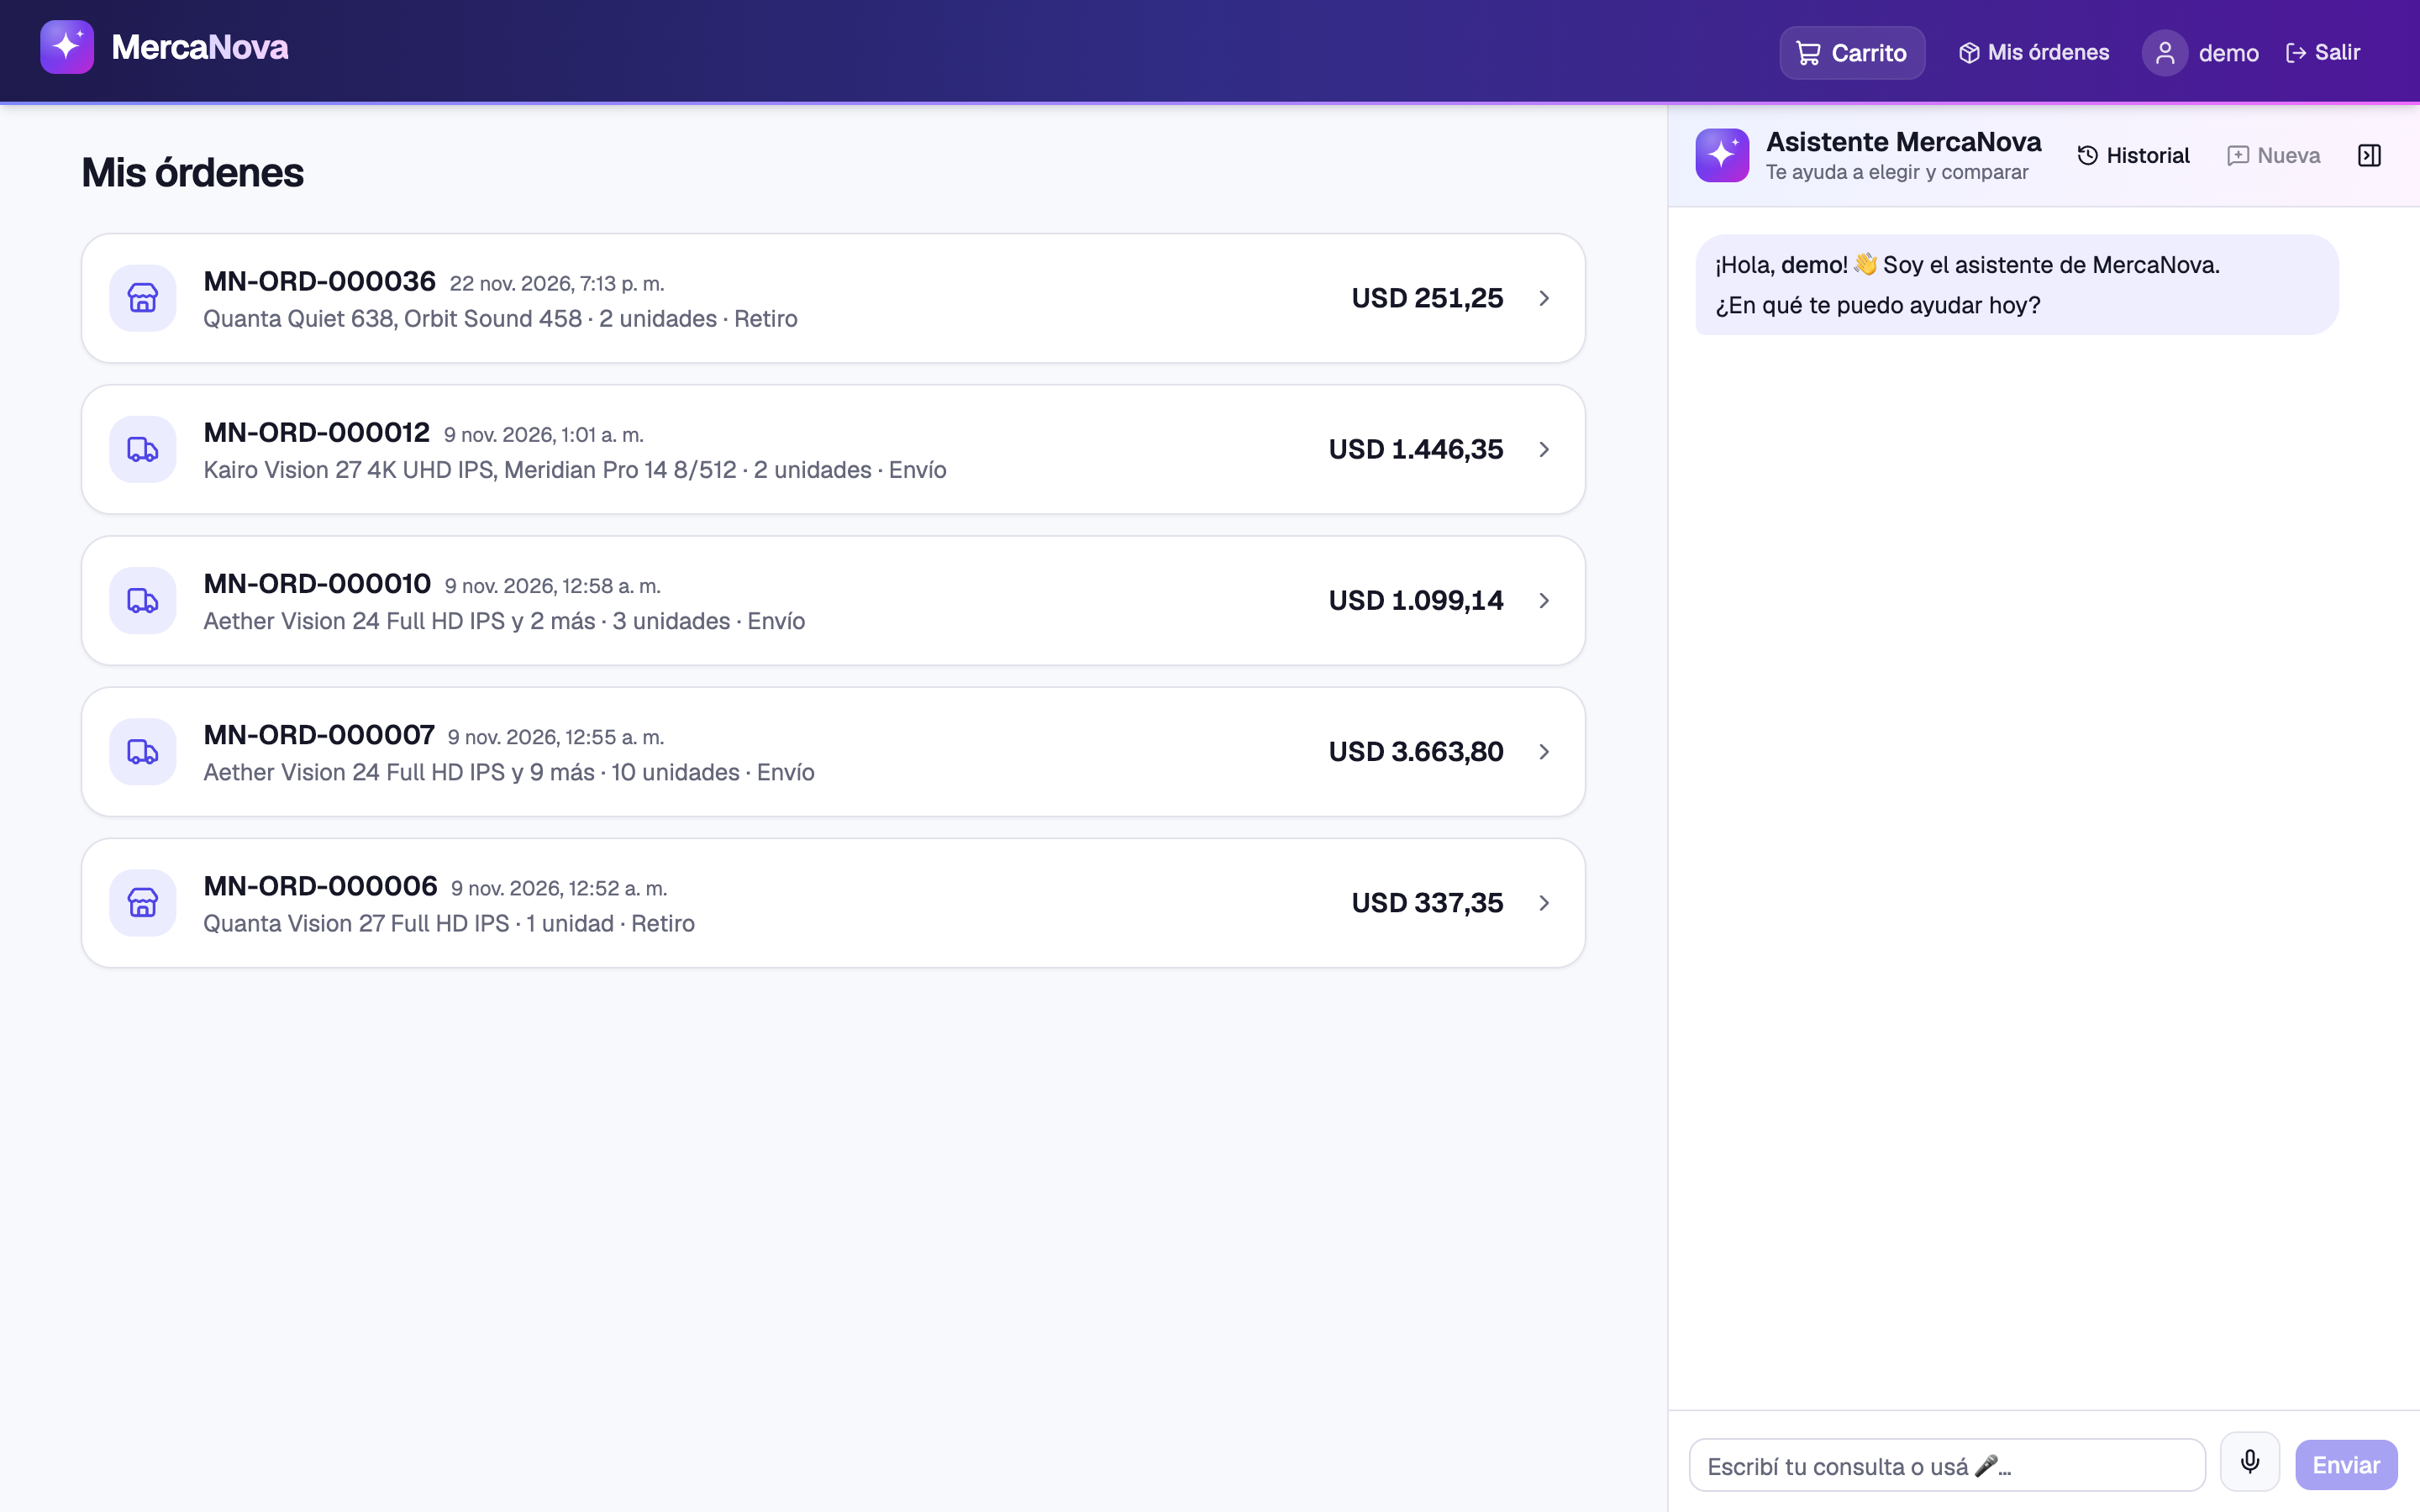 MercaNova
Carrito
Mis órdenes
demo
Salir
Mis órdenes
MN-ORD-000036 22 nov. 2026, 7:13 p. m.
Quanta Quiet 638, Orbit Sound 458 · 2 unidades · Retiro
USD 251,25
MN-ORD-000012 9 nov. 2026, 1:01 a. m.
Kairo Vision 27 4K UHD IPS, Meridian Pro 14 8/512 · 2 unidades · Envío
USD 1.446,35
MN-ORD-000010 9 nov. 2026, 12:58 a. m.
Aether Vision 24 Full HD IPS y 2 más · 3 unidades · Envío
USD 1.099,14
MN-ORD-000007 9 nov. 2026, 12:55 a. m.
Aether Vision 24 Full HD IPS y 9 más · 10 unidades · Envío
USD 3.663,80
MN-ORD-000006 9 nov. 2026, 12:52 a. m.
Quanta Vision 27 Full HD IPS · 1 unidad · Retiro
USD 337,35
Asistente MercaNova
Te ayuda a elegir y comparar
Historial
Nueva
¡Hola, demo! 👋 Soy el asistente de MercaNova.
¿En qué te puedo ayudar hoy?
Escribí tu consulta o usá 🎤...
Enviar